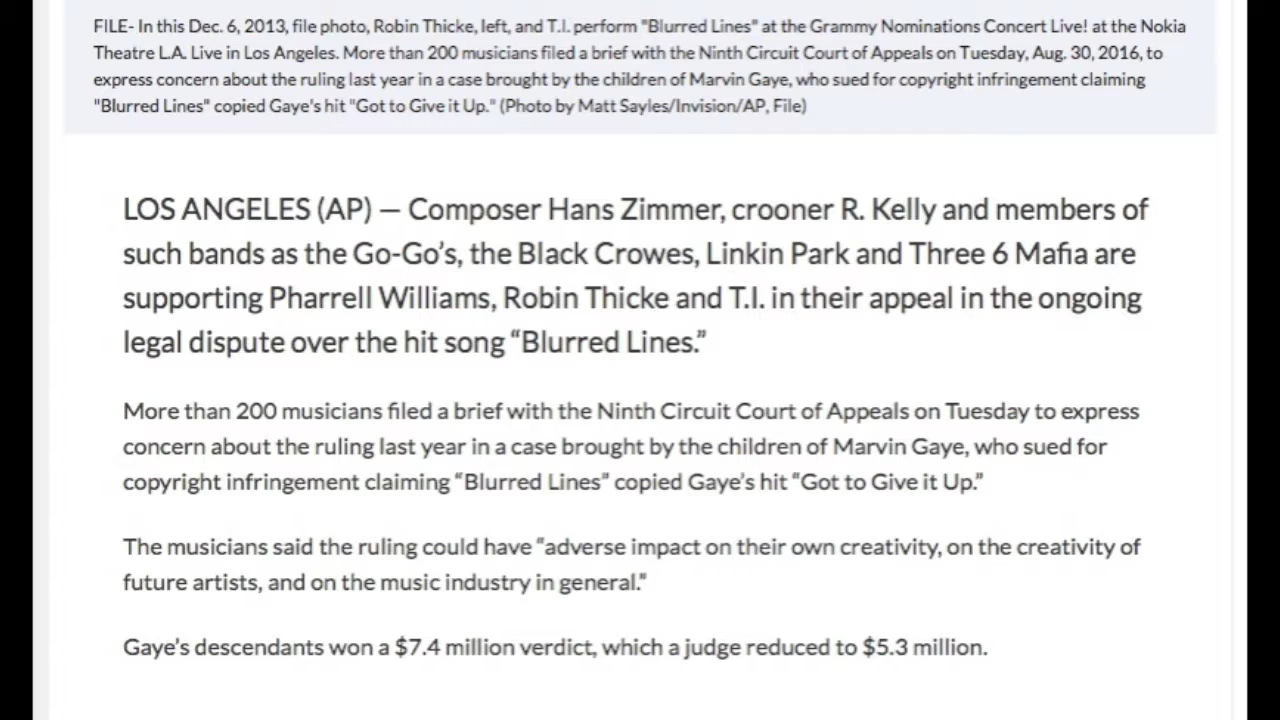 FILE- In this Dec. 6, 2013, file photo, Robin Thicke, left, and T.I. perform "Blurred Lines" at the Grammy Nominations Concert Live! at the Nokia
Theatre L.A. Live in Los Angeles. More than 200 musicians filed a brief with the Ninth Circuit Court of Appeals on Tuesday, Aug. 30, 2016, to
express concern about the ruling last year in a case brought by the children of Marvin Gaye, who sued for copyright infringement claiming
"Blurred Lines" copied Gaye's hit "Got to Give it Up." (Photo by Matt Sayles/Invision/AP, File)
LOS ANGELES (AP) — Composer Hans Zimmer, crooner R. Kelly and members of
such bands as the Go-Go’s, the Black Crowes, Linkin Park and Three 6 Mafia are
supporting Pharrell Williams, Robin Thicke and T.I. in their appeal in the ongoing
legal dispute over the hit song “Blurred Lines.”
More than 200 musicians filed a brief with the Ninth Circuit Court of Appeals on Tuesday to express
concern about the ruling last year in a case brought by the children of Marvin Gaye, who sued for
copyright infringement claiming “Blurred Lines” copied Gaye’s hit “Got to Give it Up.”
The musicians said the ruling could have “adverse impact on their own creativity, on the creativity of
future artists, and on the music industry in general.”
Gaye’s descendants won a $7.4 million verdict, which a judge reduced to $5.3 million.